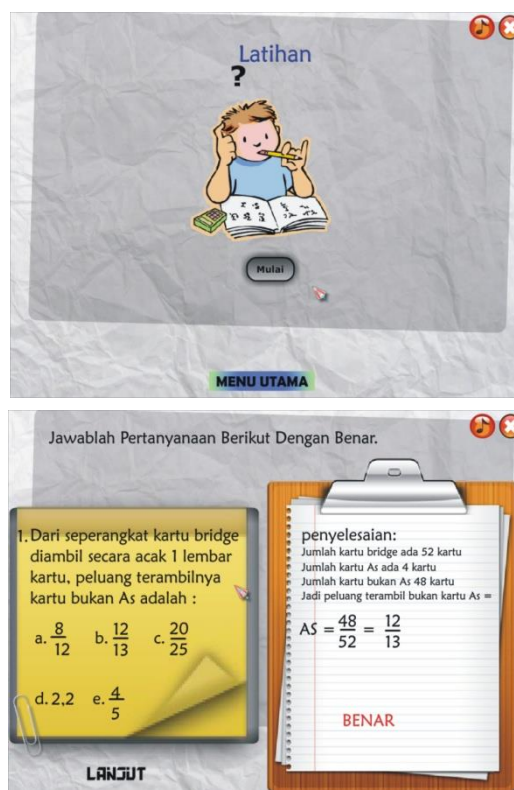 Latihan
?
Mulai
MENU UTAMA
Jawablah Pertanyanaan Berikut Dengan Benar.
1. Dari seperangkat kartu bridge
diambil secara acak 1 lembar
kartu, peluang terambilnya
kartu bukan As adalah :
a. 8/12 b. 12/13 c. 20/25
d. 2,2 e. 4/5
LANJUT
penyelesaian:
Jumlah kartu bridge ada 52 kartu
Jumlah kartu As ada 4 kartu
Jumlah kartu bukan As 48 kartu
Jadi peluang terambil bukan kartu As =
AS = 48/52 = 12/13
BENAR